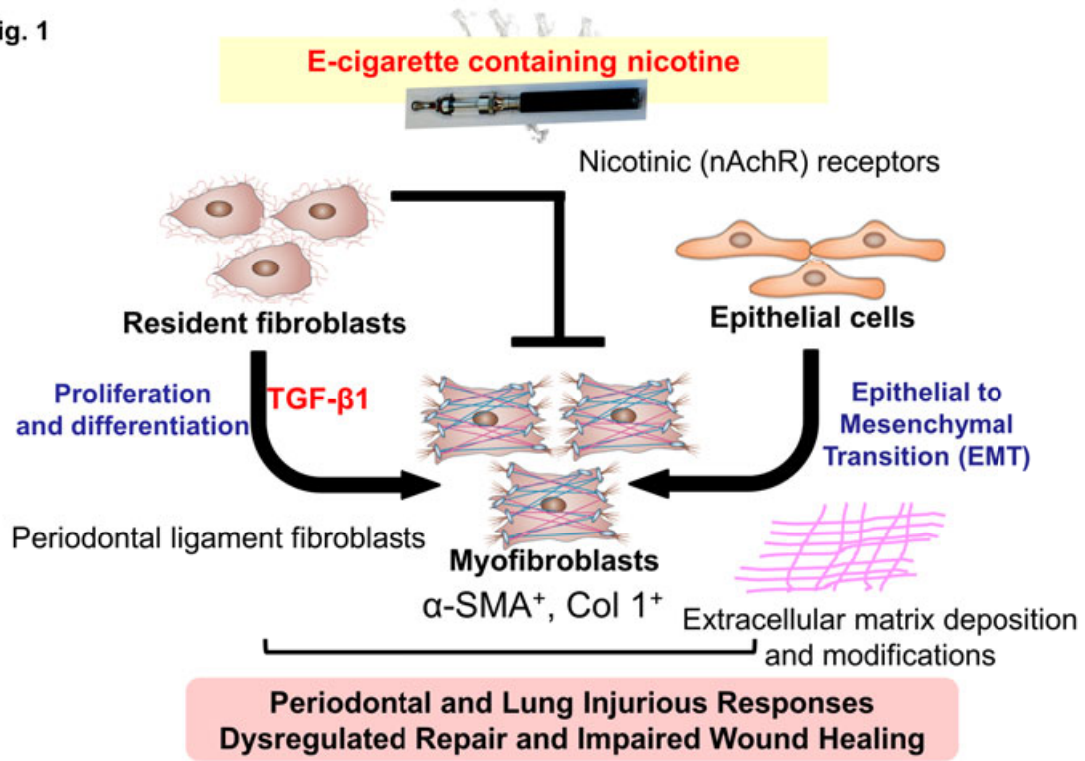 ig. 1
E-cigarette containing nicotine
Nicotinic (nAchR) receptors
Resident fibroblasts
Epithelial cells
Proliferation
and differentiation
TGF-β1
Epithelial to
Mesenchymal
Transition (EMT)
Periodontal ligament fibroblasts
Myofibroblasts
α-SMA⁺, Col 1⁺
Extracellular matrix deposition
and modifications
Periodontal and Lung Injurious Responses
Dysregulated Repair and Impaired Wound Healing